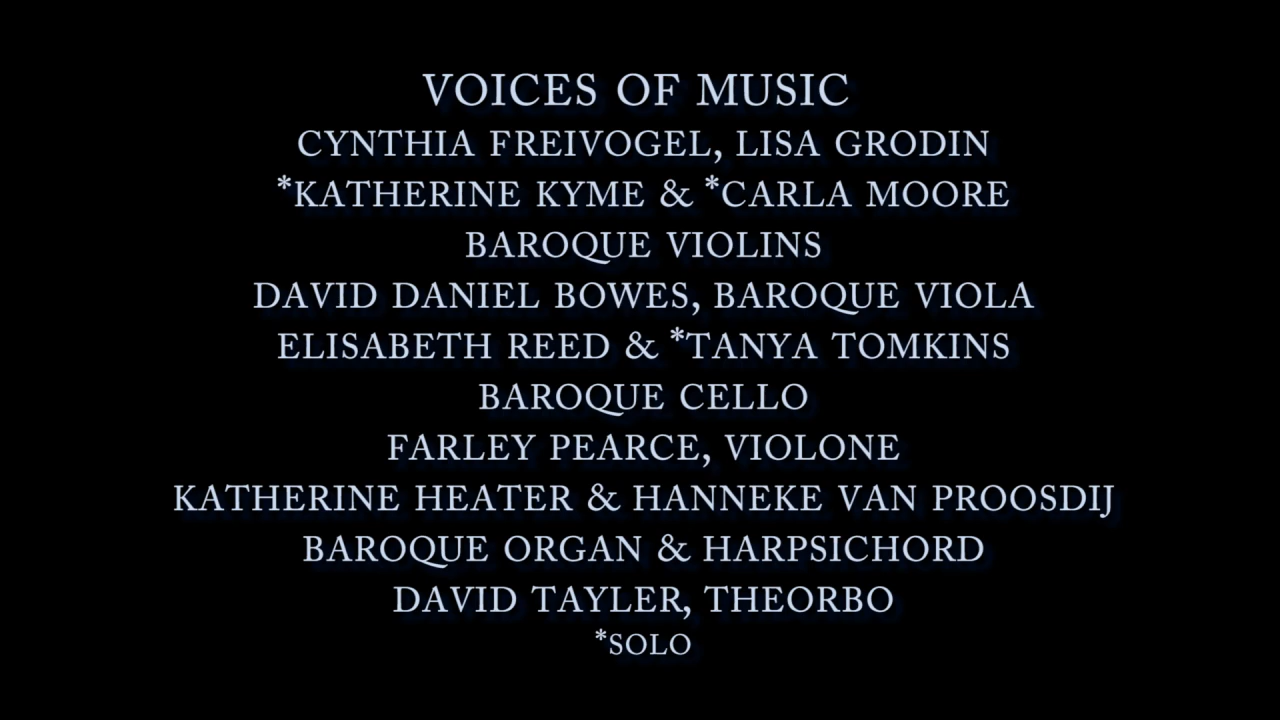 VOICES OF MUSIC
CYNTHIA FREIVOGEL, LISA GRODIN
*KATHERINE KYME & *CARLA MOORE
BAROQUE VIOLINS
DAVID DANIEL BOWES, BAROQUE VIOLA
ELISABETH REED & *TANYA TOMKINS
BAROQUE CELLO
FARLEY PEARCE, VIOLONE
KATHERINE HEATER & HANNEKE VAN PROOSDIJ
BAROQUE ORGAN & HARPSICHORD
DAVID TAYLER, THEORBO
*SOLO